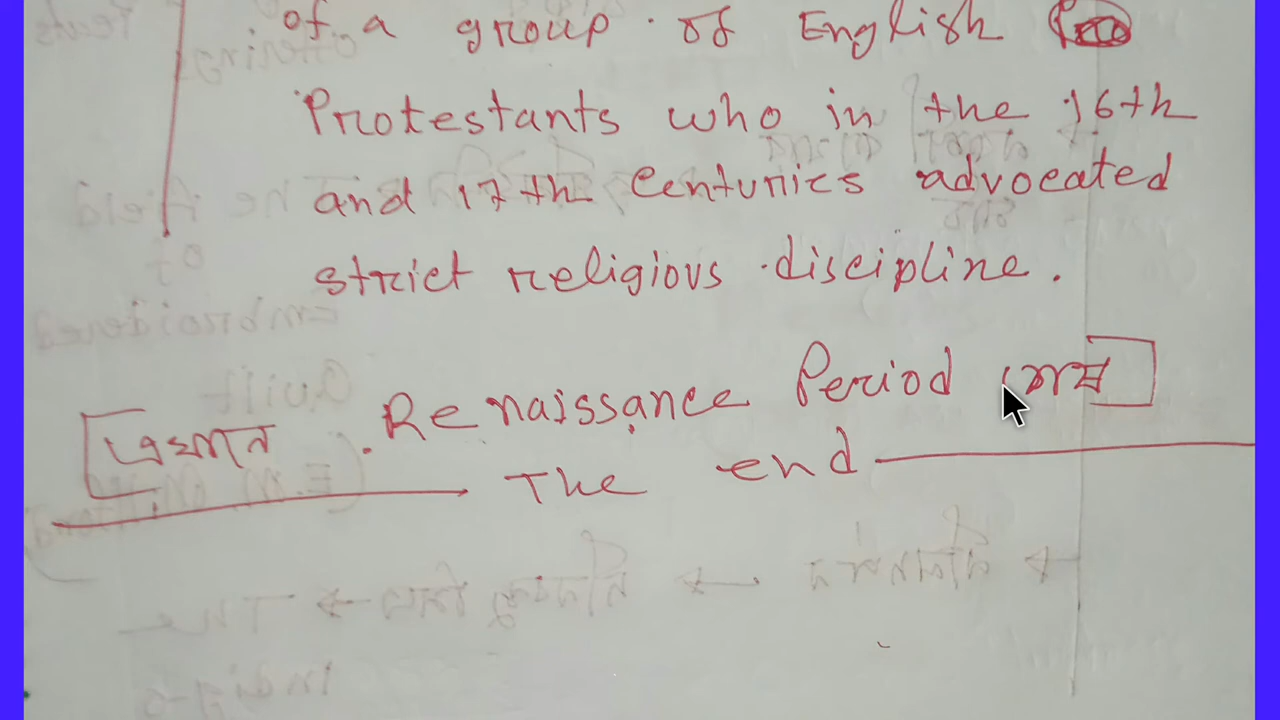 of a group of English
Protestants who in the 16th
and 17th centuries advocated
strict religious discipline.
এখানে Renaissance Period শেষ
The end